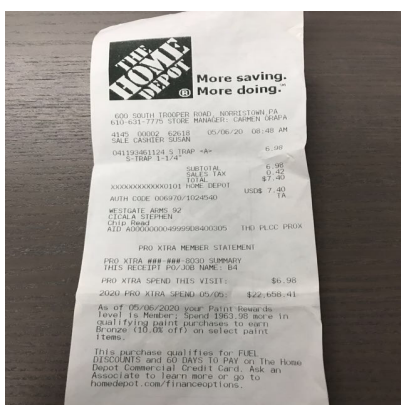 THE
HOME
DEPOT
®
More saving.
More doing.™
600 SOUTH TROOPER ROAD, NORRISTOWN PA
610-631-7775 STORE MANAGER: CARMEN GRAPA
4145 00002 62618 05/06/20 08:48 AM
SALE CASHIER SUSAN
041193461124 S TRAP <A> 6.98
S-TRAP 1-1/4"
SUBTOTAL 6.98
SALES TAX 0.42
TOTAL $7.40
XXXXXXXXXXXX0101 HOME DEPOT
USD$ 7.40
AUTH CODE 006970/1024540 TA
WESTGATE ARMS 92
CICALA STEPHEN
Chip Read
AID A0000000049999D8400305 THD PLCC PROX
PRO XTRA MEMBER STATEMENT
PRO XTRA ###-###-8030 SUMMARY
THIS RECEIPT PO/JOB NAME: B4
PRO XTRA SPEND THIS VISIT: $6.98
2020 PRO XTRA SPEND 05/05: $22,658.41
As of 05/06/2020 your Paint Rewards
level is Member; Spend 1963.98 more in
qualifying paint purchases to earn
Bronze (10.0% off) on select paint
items.
This purchase qualifies for FUEL
DISCOUNTS and 60 DAYS TO PAY on The Home
Depot Commercial Credit Card. Ask an
Associate to learn more or go to
homedepot.com/financeoptions.